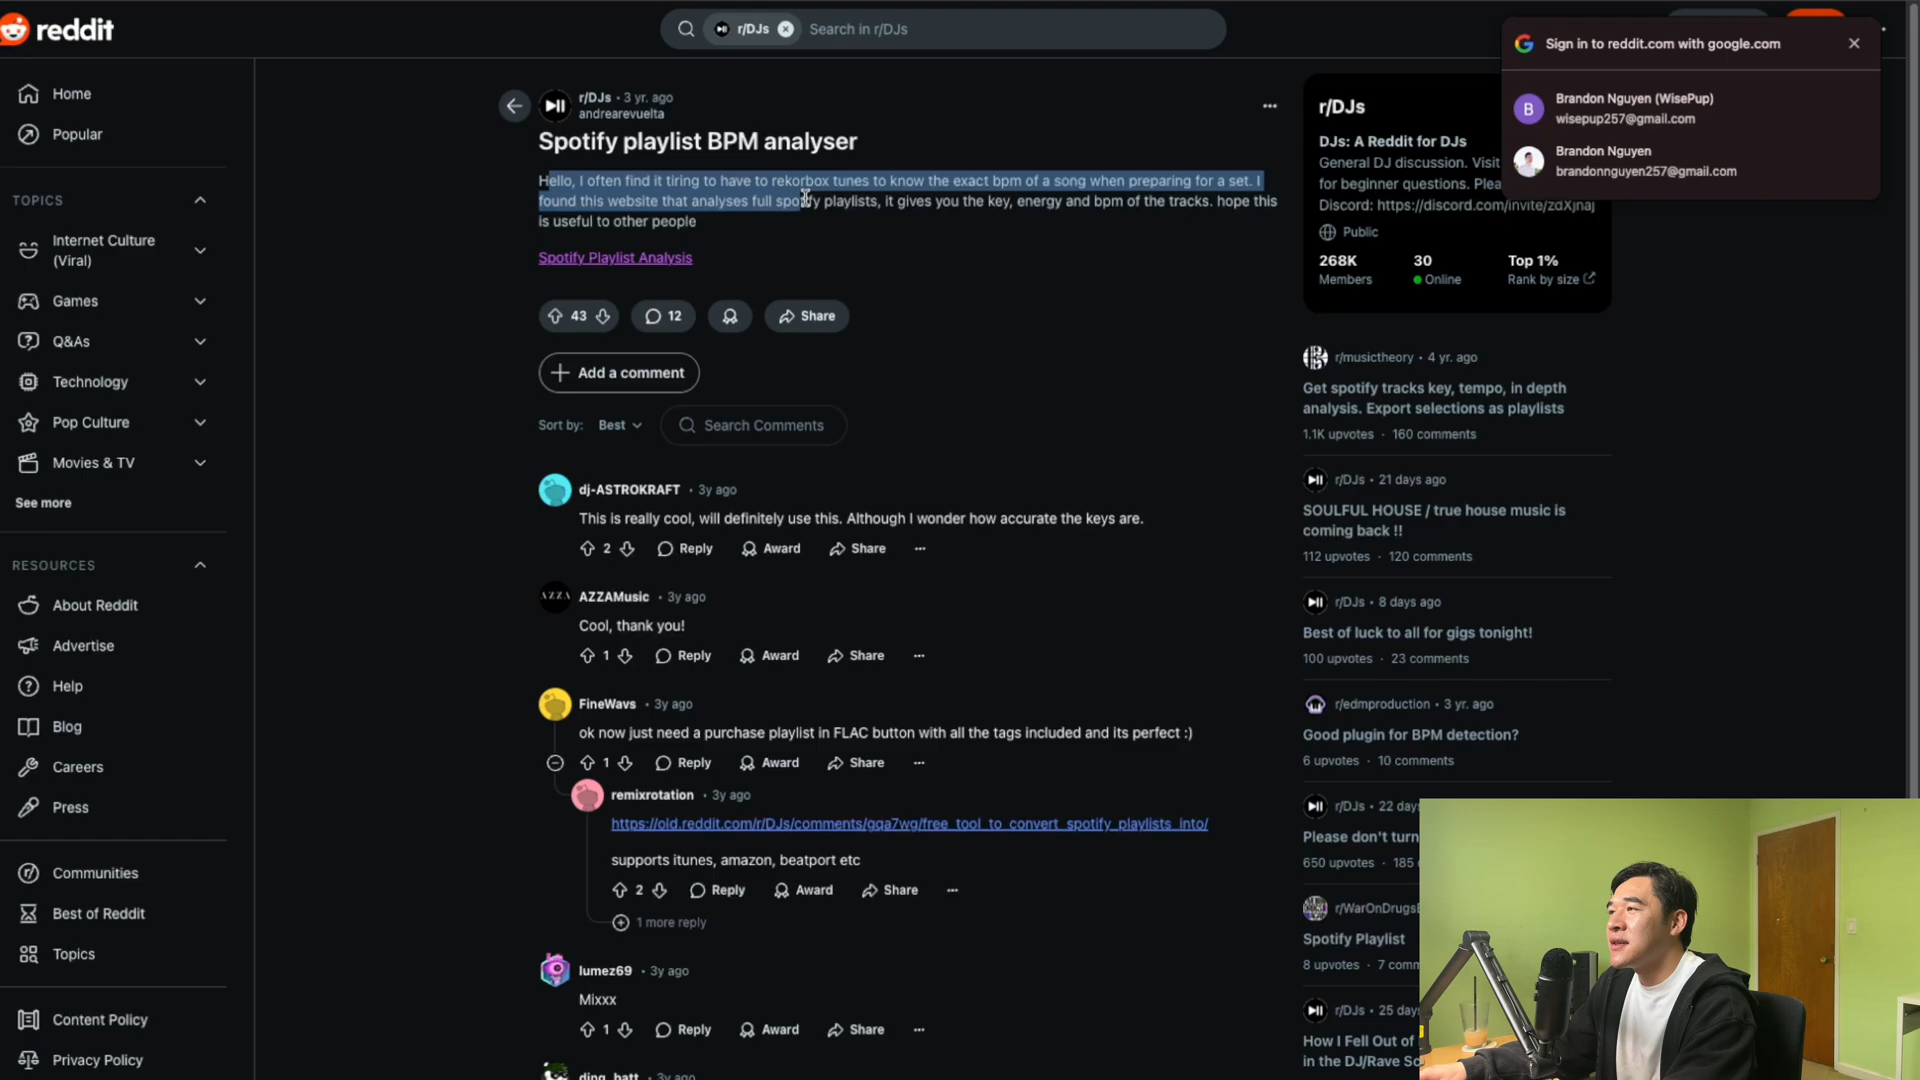 reddit
r/DJs
Search in r/DJs
Sign in to reddit.com with google.com
B
Brandon Nguyen (WisePup)
wisepup257@gmail.com
Brandon Nguyen
brandonnguyen257@gmail.com
Home
Popular
TOPICS
Internet Culture
(Viral)
Games
Q&As
Technology
Pop Culture
Movies & TV
See more
RESOURCES
About Reddit
Advertise
Help
Blog
Careers
Press
Communities
Best of Reddit
Topics
Content Policy
Privacy Policy
r/DJs • 3 yr. ago
andrearevuelta
Spotify playlist BPM analyser
Hello, I often find it tiring to have to rekorbox tunes to know the exact bpm of a song when preparing for a set. I
found this website that analyses full spotify playlists, it gives you the key, energy and bpm of the tracks. hope this
is useful to other people
Spotify Playlist Analysis
43
12
Share
Add a comment
Sort by: Best
Search Comments
dj-ASTROKRAFT • 3y ago
This is really cool, will definitely use this. Although I wonder how accurate the keys are.
2 Reply Award Share
AZZA
AZZAMusic • 3y ago
Cool, thank you!
1 Reply Award Share
FineWavs • 3y ago
ok now just need a purchase playlist in FLAC button with all the tags included and its perfect :)
1 Reply Award Share
remixrotation • 3y ago
https://old.reddit.com/r/DJs/comments/gqa7wg/free_tool_to_convert_spotify_playlists_into/
supports itunes, amazon, beatport etc
2 Reply Award Share
1 more reply
lumez69 • 3y ago
Mixxx
1 Reply Award Share
ding_batt 3y ago
r/DJs
DJs: A Reddit for DJs
General DJ discussion. Visit
for beginner questions. Please
Discord: https://discord.com/invite/zdXjnaj
Public
268K
Members
30
Online
Top 1%
Rank by size
r/musictheory • 4 yr. ago
Get spotify tracks key, tempo, in depth
analysis. Export selections as playlists
1.1K upvotes · 160 comments
r/DJs • 21 days ago
SOULFUL HOUSE / true house music is
coming back !!
112 upvotes · 120 comments
r/DJs • 8 days ago
Best of luck to all for gigs tonight!
100 upvotes · 23 comments
r/edmproduction • 3 yr. ago
Good plugin for BPM detection?
6 upvotes · 10 comments
r/DJs • 22 days
Please don't turn
650 upvotes · 185
r/WarOnDrugs
Spotify Playlist
8 upvotes · 7 comm
r/DJs • 25 days
How I Fell Out of
in the DJ/Rave